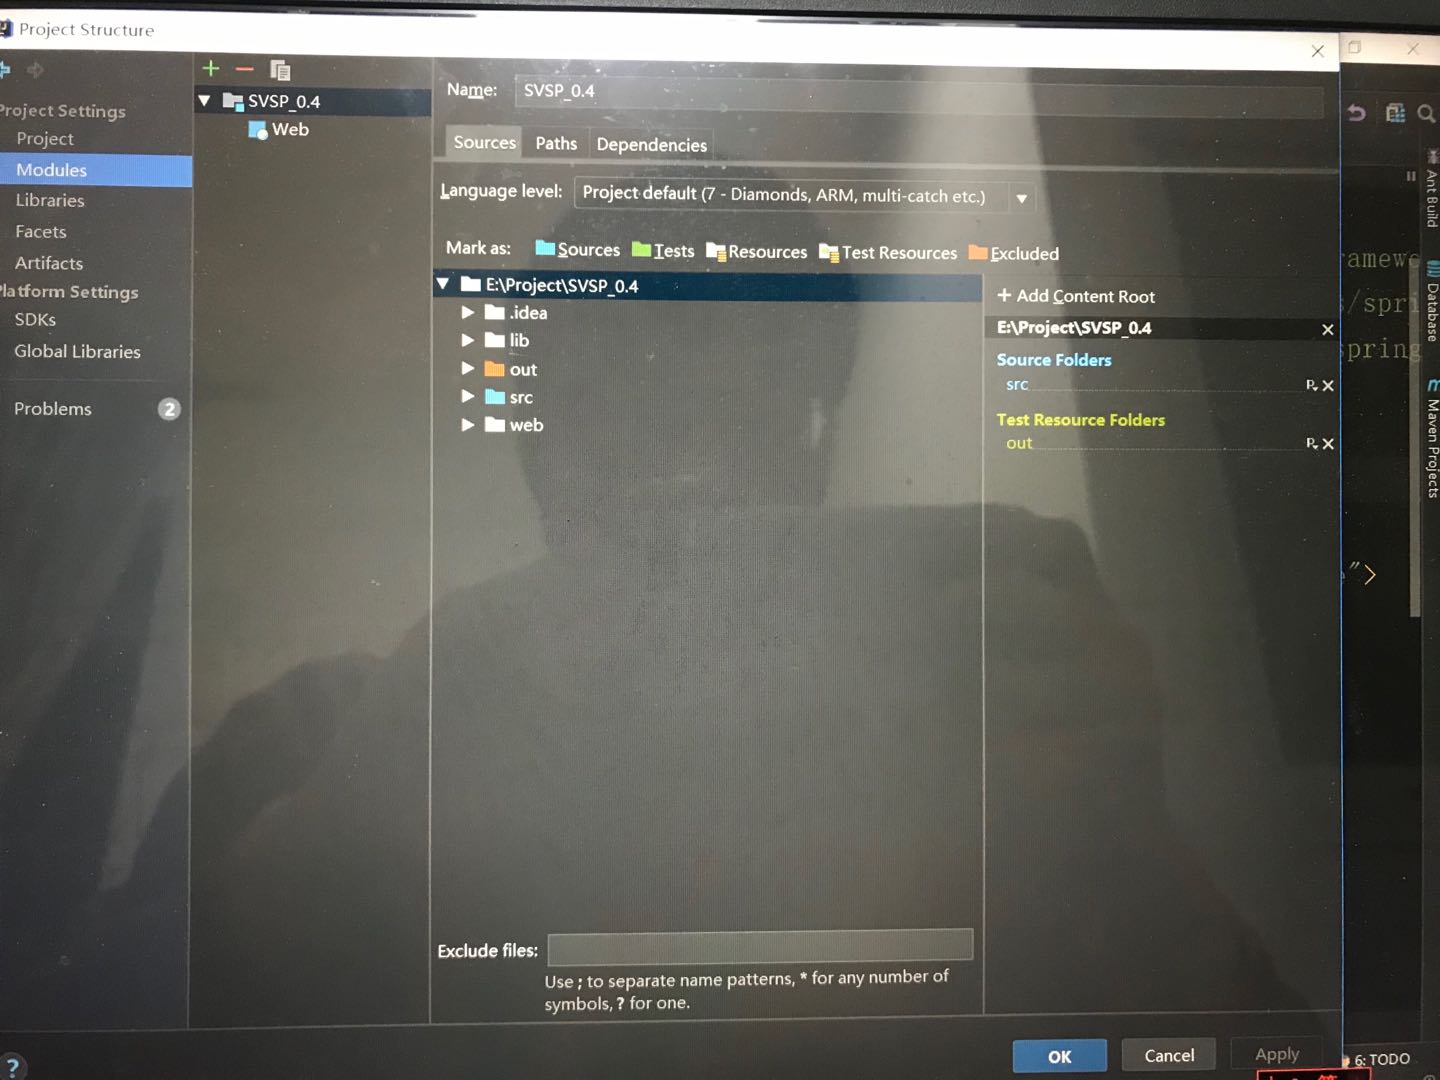 Project Structure
Project Settings
Project
Modules
Libraries
Facets
Artifacts
Platform Settings
SDKs
Global Libraries
Problems 2
SVSP_0.4
Web
Name: SVSP_0.4
Sources Paths Dependencies
Language level: Project default (7 - Diamonds, ARM, multi-catch etc.)
Mark as: Sources Tests Resources Test Resources Excluded
E:\Project\SVSP_0.4
.idea
lib
out
src
web
+ Add Content Root
E:\Project\SVSP_0.4
Source Folders
src
Test Resource Folders
out
Exclude files:
Use ; to separate name patterns, * for any number of
symbols, ? for one.
OK Cancel Apply
?
Ant Build
Database
Maven Projects
/spri
pring
">
6: TODO